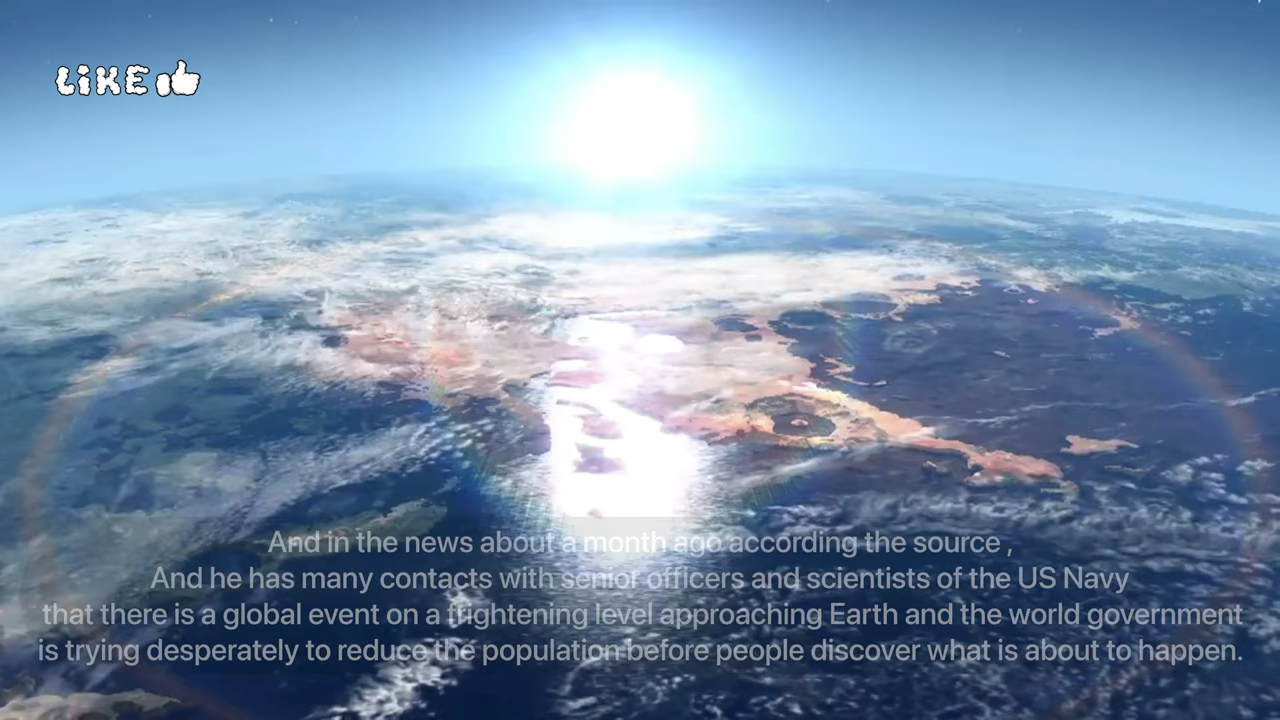 LIKE
And in the news about a month ago according the source ,
And he has many contacts with senior officers and scientists of the US Navy
that there is a global event on a frightening level approaching Earth and the world government
is trying desperately to reduce the population before people discover what is about to happen.